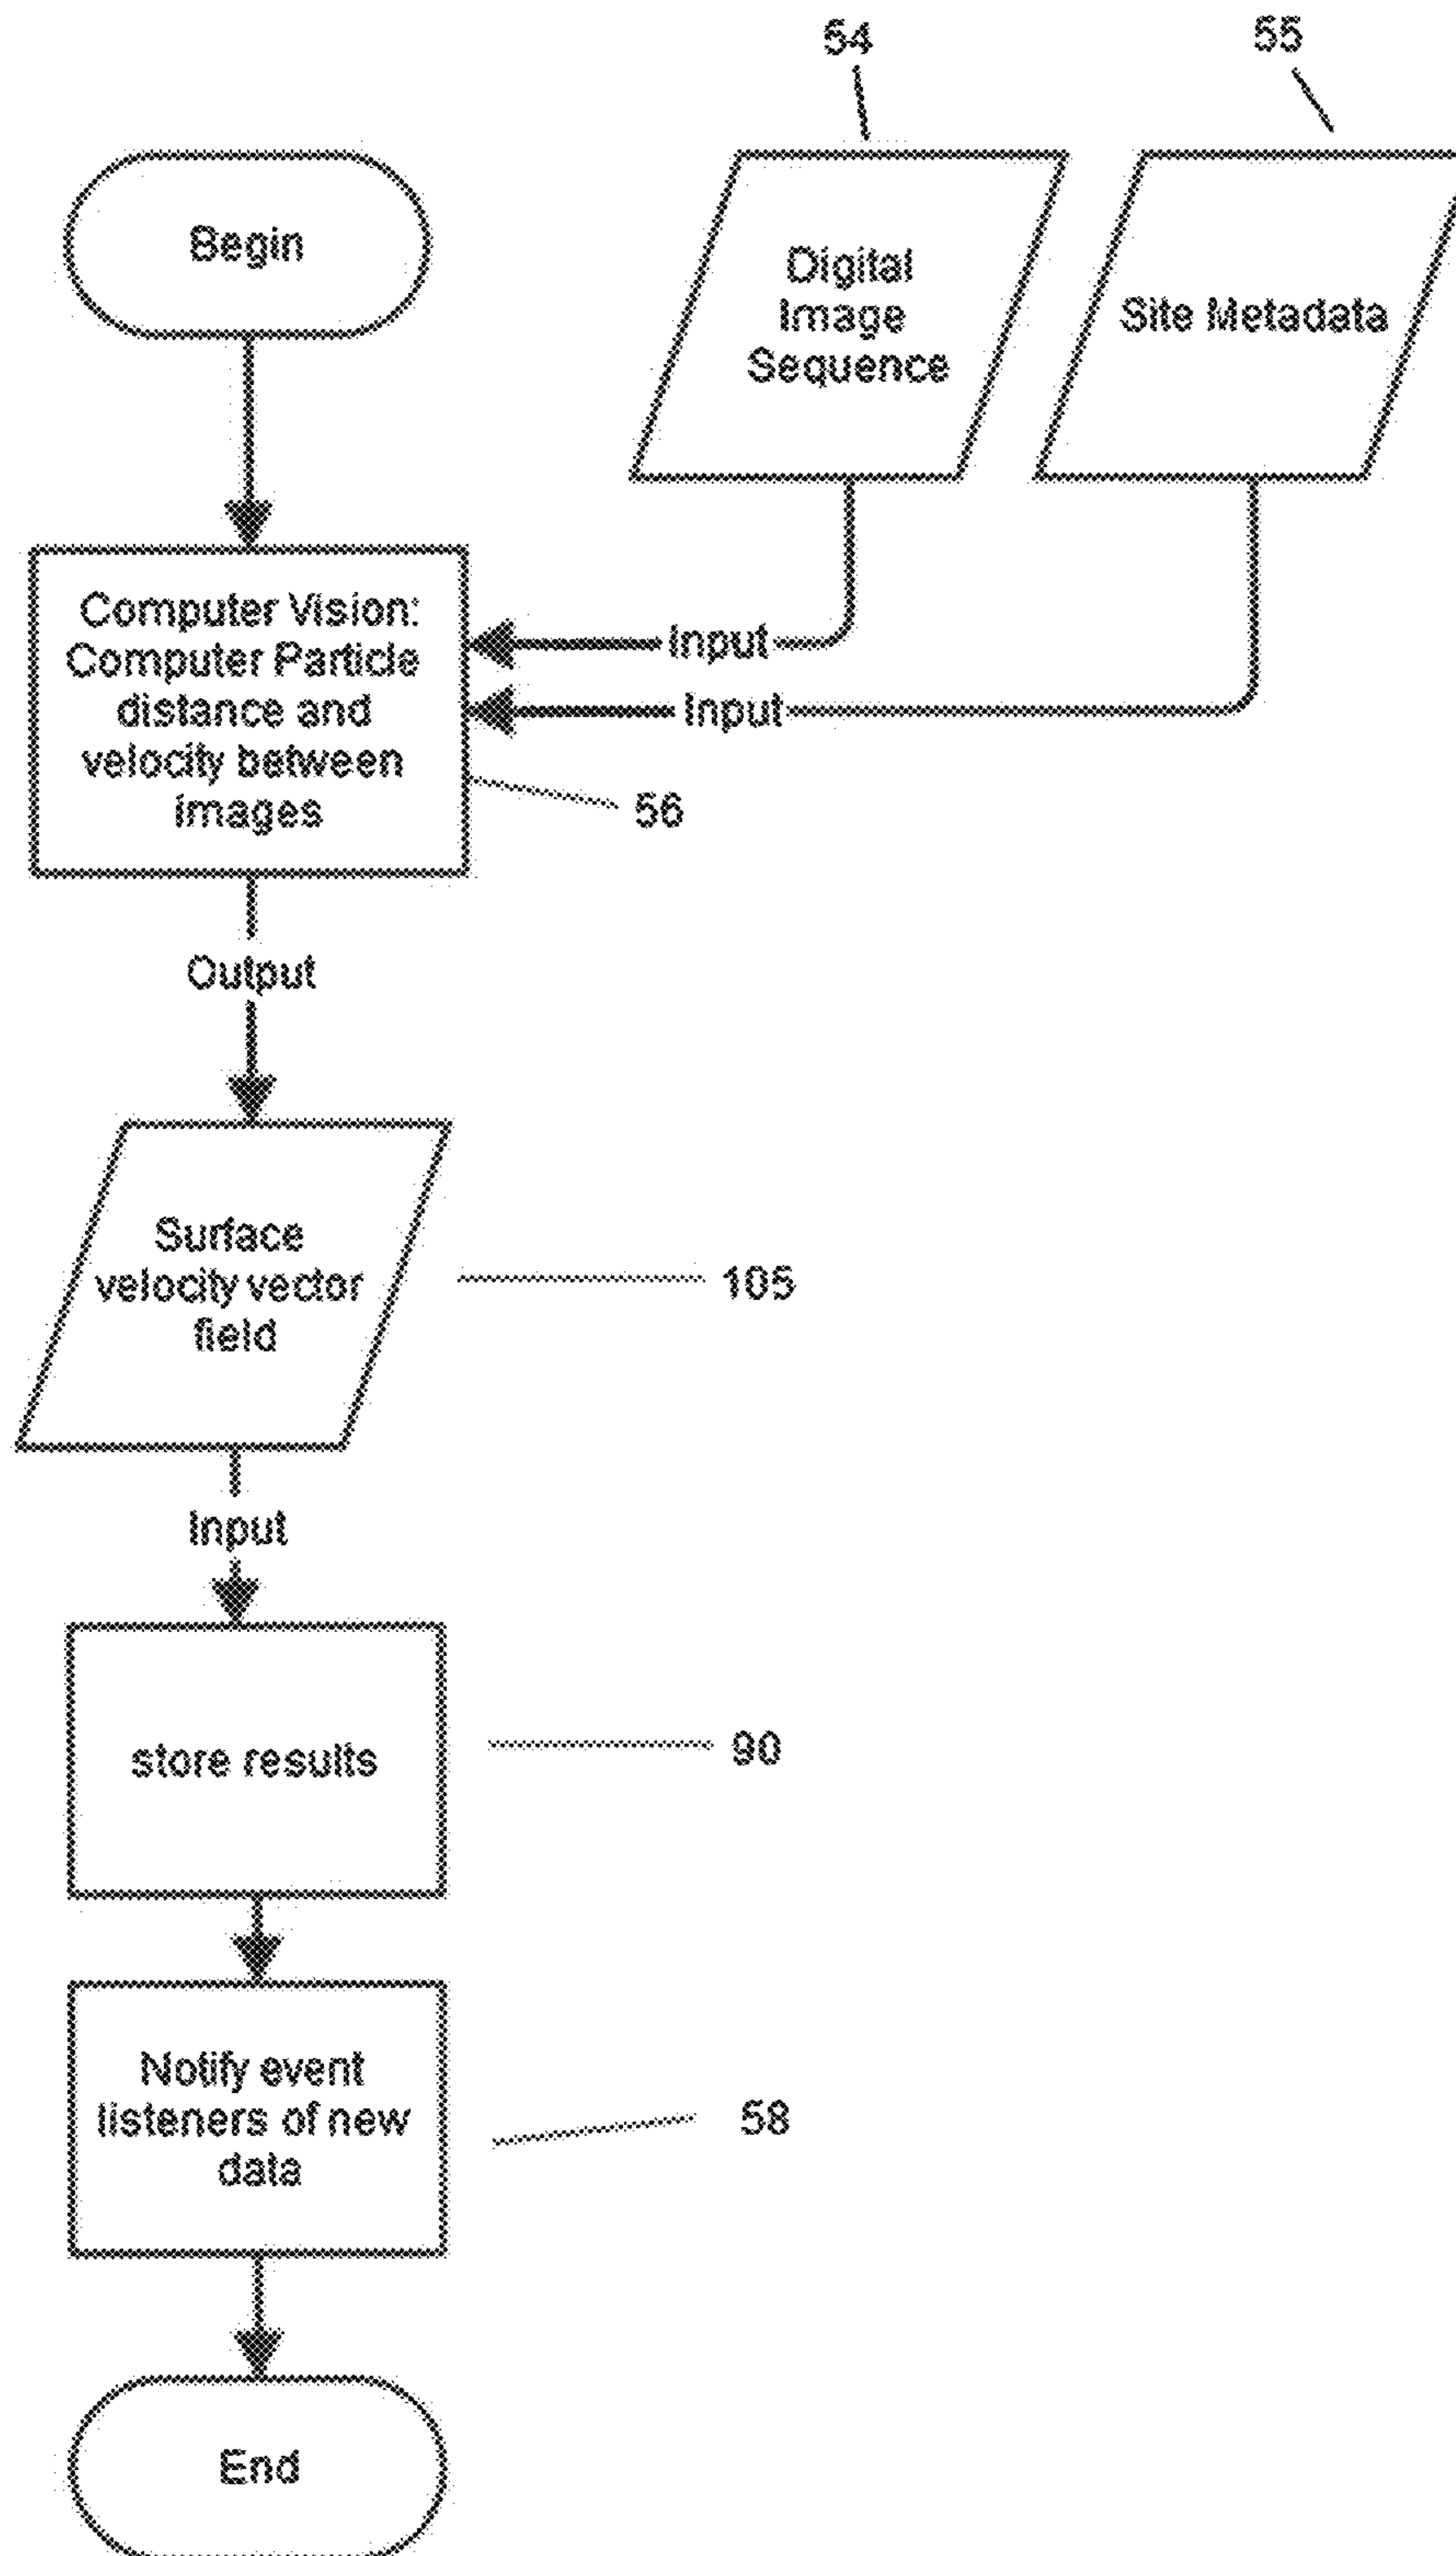 54
55
Begin
Digital
Image
Sequence
Site Metadata
Computer Vision:
Computer Particle
distance and
velocity between
images
Input
Input
56
Output
Surface
velocity vector
field
105
Input
store results
90
Notify event
listeners of new
data
58
End